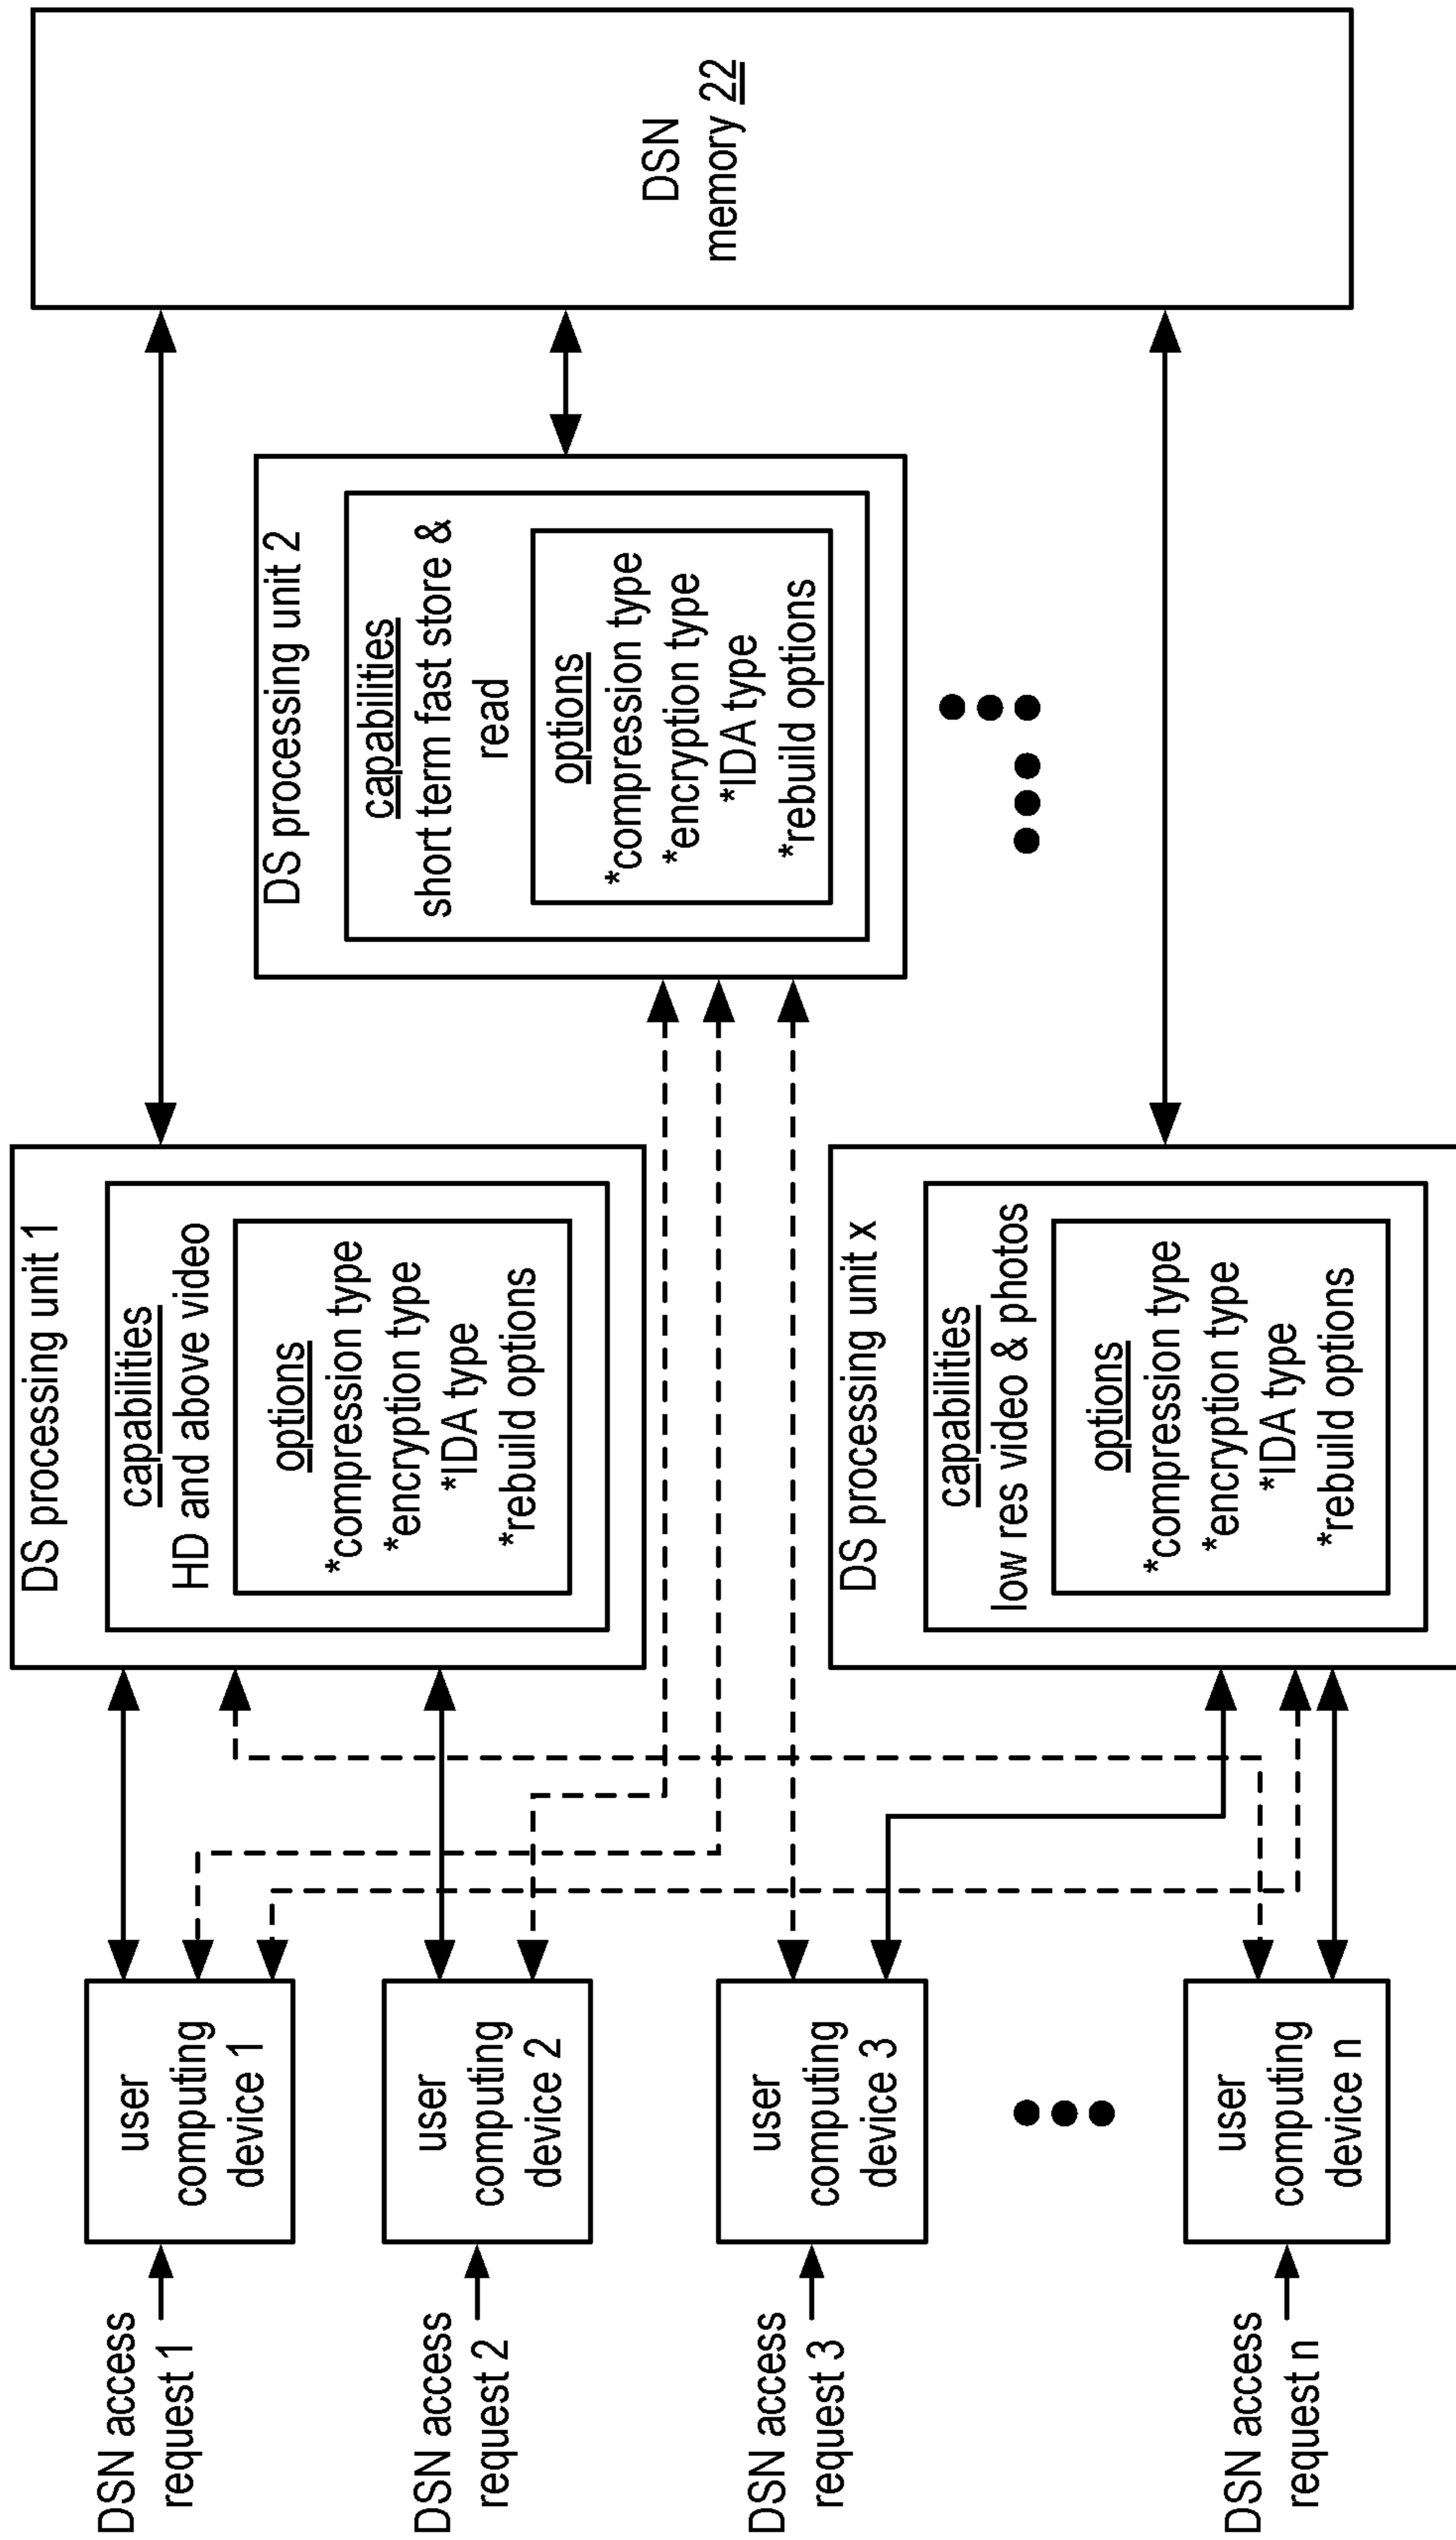 DSN access
request 1
user
computing
device 1
DSN access
request 2
user
computing
device 2
DSN access
request 3
user
computing
device 3
DSN access
request n
user
computing
device n
DS processing unit 1
capabilities
HD and above video
options
*compression type
*encryption type
*IDA type
*rebuild options
DS processing unit x
capabilities
low res video & photos
options
*compression type
*encryption type
*IDA type
*rebuild options
DS processing unit 2
capabilities
short term fast store &
read
options
*compression type
*encryption type
*IDA type
*rebuild options
DSN
memory 22